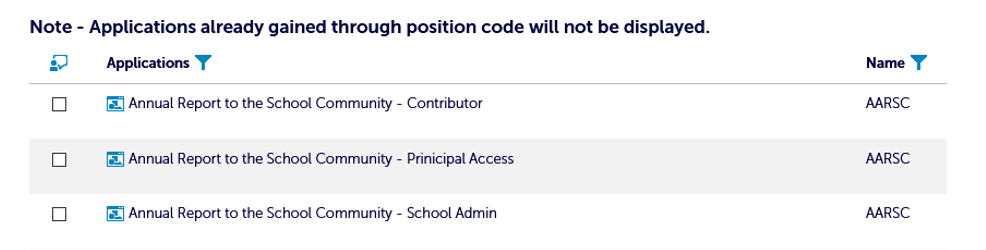 Note - Applications already gained through position code will not be displayed.
Applications Name
Annual Report to the School Community - Contributor AARSC
Annual Report to the School Community - Prinicipal Access AARSC
Annual Report to the School Community - School Admin AARSC